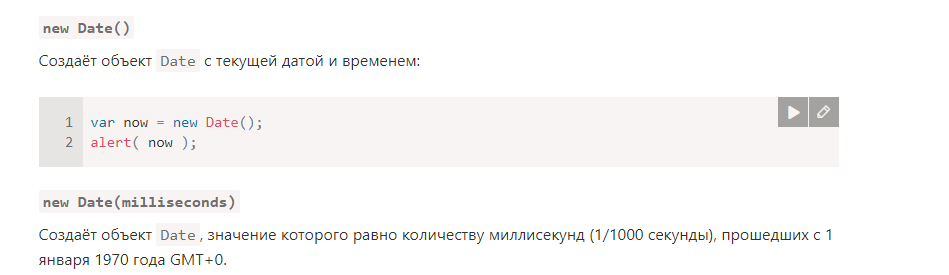 new Date()
Создаёт объект Date с текущей датой и временем:
1 var now = new Date();
2 alert( now );
new Date(milliseconds)
Создаёт объект Date, значение которого равно количеству миллисекунд (1/1000 секунды), прошедших с 1
января 1970 года GMT+0.